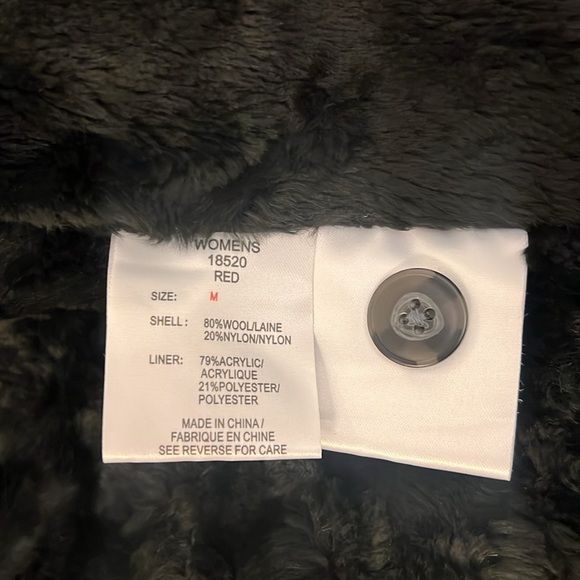 WOMENS
18520
RED
SIZE: M
SHELL: 80%WOOL/LAINE
20%NYLON/NYLON
LINER: 79%ACRYLIC/
ACRYLIQUE
21%POLYESTER/
POLYESTER
MADE IN CHINA/
FABRIQUE EN CHINE
SEE REVERSE FOR CARE